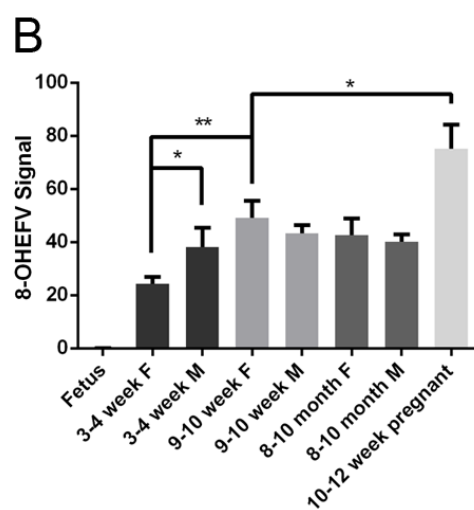 B
8-OHEFV Signal
100
80
60
40
20
0
*
**
*
Fetus
3-4 week F
3-4 week M
9-10 week F
9-10 week M
8-10 month F
8-10 month M
10-12 week pregnant